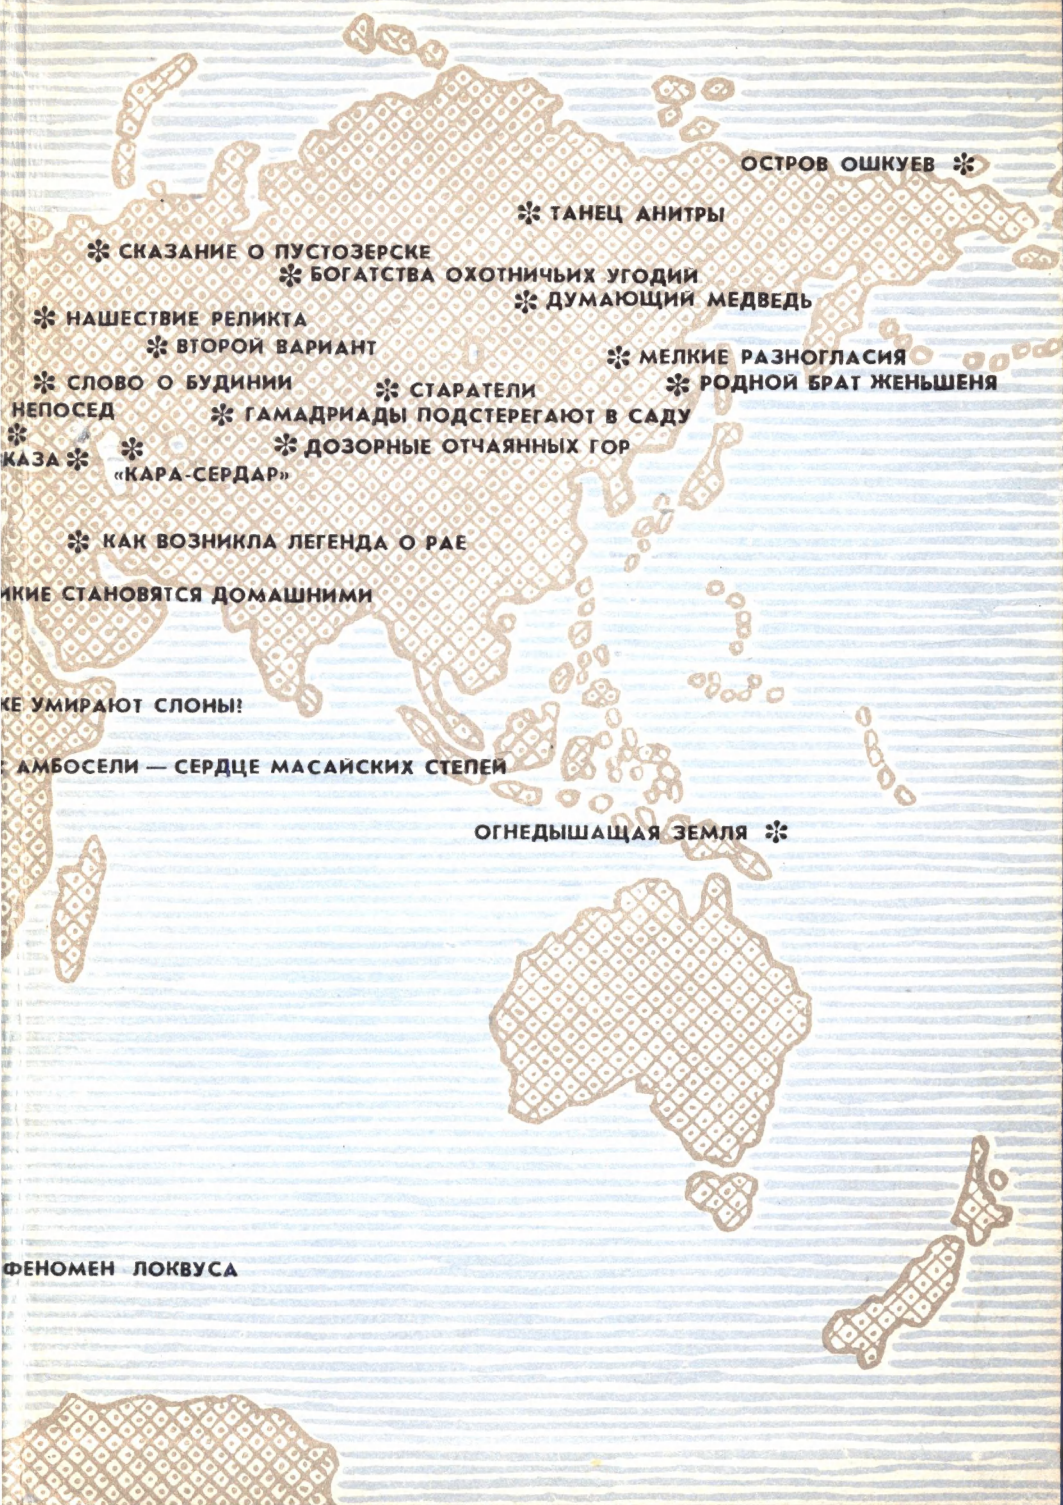 ОСТРОВ ОШКУЕВ
ТАНЕЦ АНИТРЫ
СКАЗАНИЕ О ПУСТОЗЕРСКЕ
БОГАТСТВА ОХОТНИЧЬИХ УГОДИЙ
ДУМАЮЩИЙ МЕДВЕДЬ
НАШЕСТВИЕ РЕЛИКТА
ВТОРОЙ ВАРИАНТ
МЕЛКИЕ РАЗНОГЛАСИЯ
СЛОВО О БУДИНИИ
СТАРАТЕЛИ
РОДНОЙ БРАТ ЖЕНЬШЕНЯ
НЕПОСЕД
ГАМАДРИАДЫ ПОДСТЕРЕГАЮТ В САДУ
ДОЗОРНЫЕ ОТЧАЯННЫХ ГОР
КАЗА
«КАРА-СЕРДАР»
КАК ВОЗНИКЛА ЛЕГЕНДА О РАЕ
ИКИЕ СТАНОВЯТСЯ ДОМАШНИМИ
ЖЕ УМИРАЮТ СЛОНЫ?
АМБОСЕЛИ — СЕРДЦЕ МАСАЙСКИХ СТЕПЕЙ
ОГНЕДЫШАЩАЯ ЗЕМЛЯ
ФЕНОМЕН ЛОКВУСА